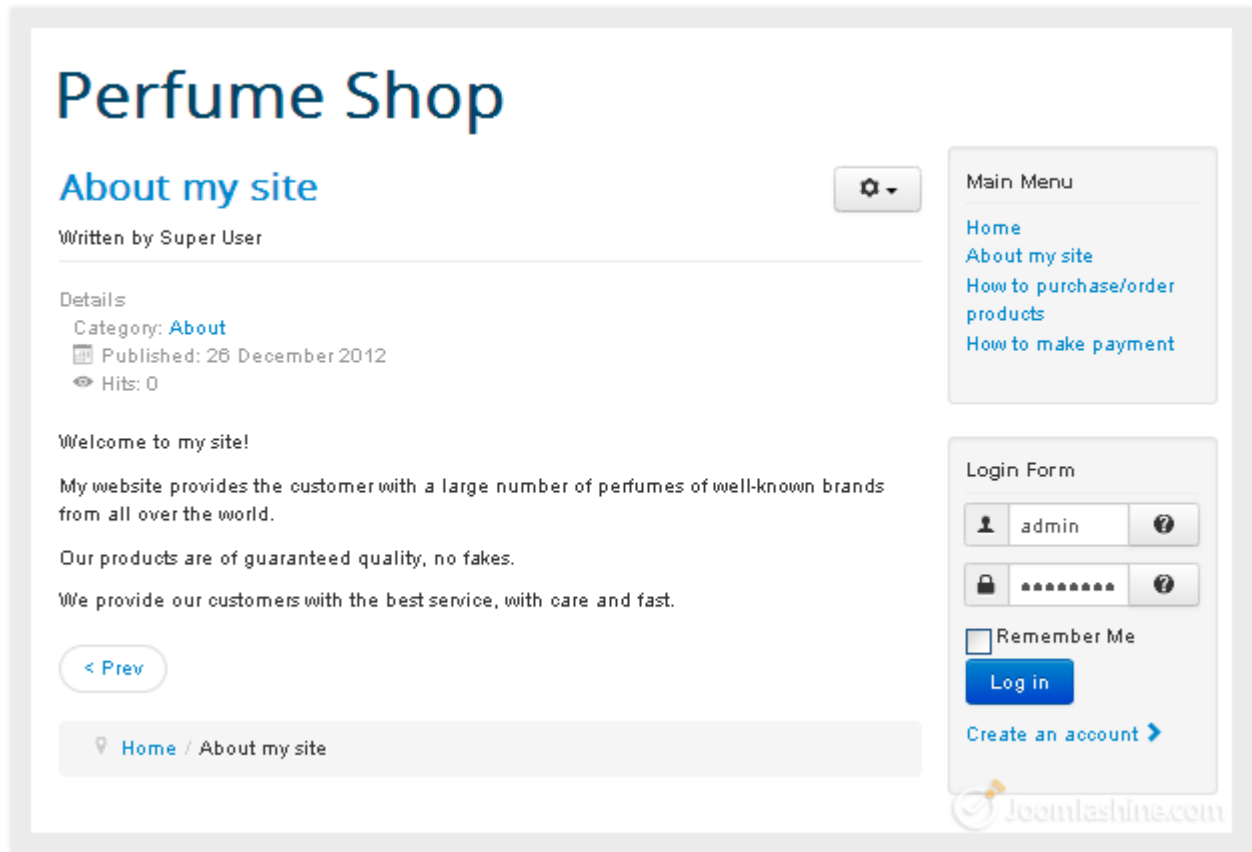 Perfume Shop
About my site
Written by Super User
Details
Category: About
Published: 26 December 2012
Hits: 0
Welcome to my site!
My website provides the customer with a large number of perfumes of well-known brands
from all over the world.
Our products are of guaranteed quality, no fakes.
We provide our customers with the best service, with care and fast.
< Prev
Home / About my site
Main Menu
Home
About my site
How to purchase/order
products
How to make payment
Login Form
admin
Remember Me
Log in
Create an account
Joomlashine.com